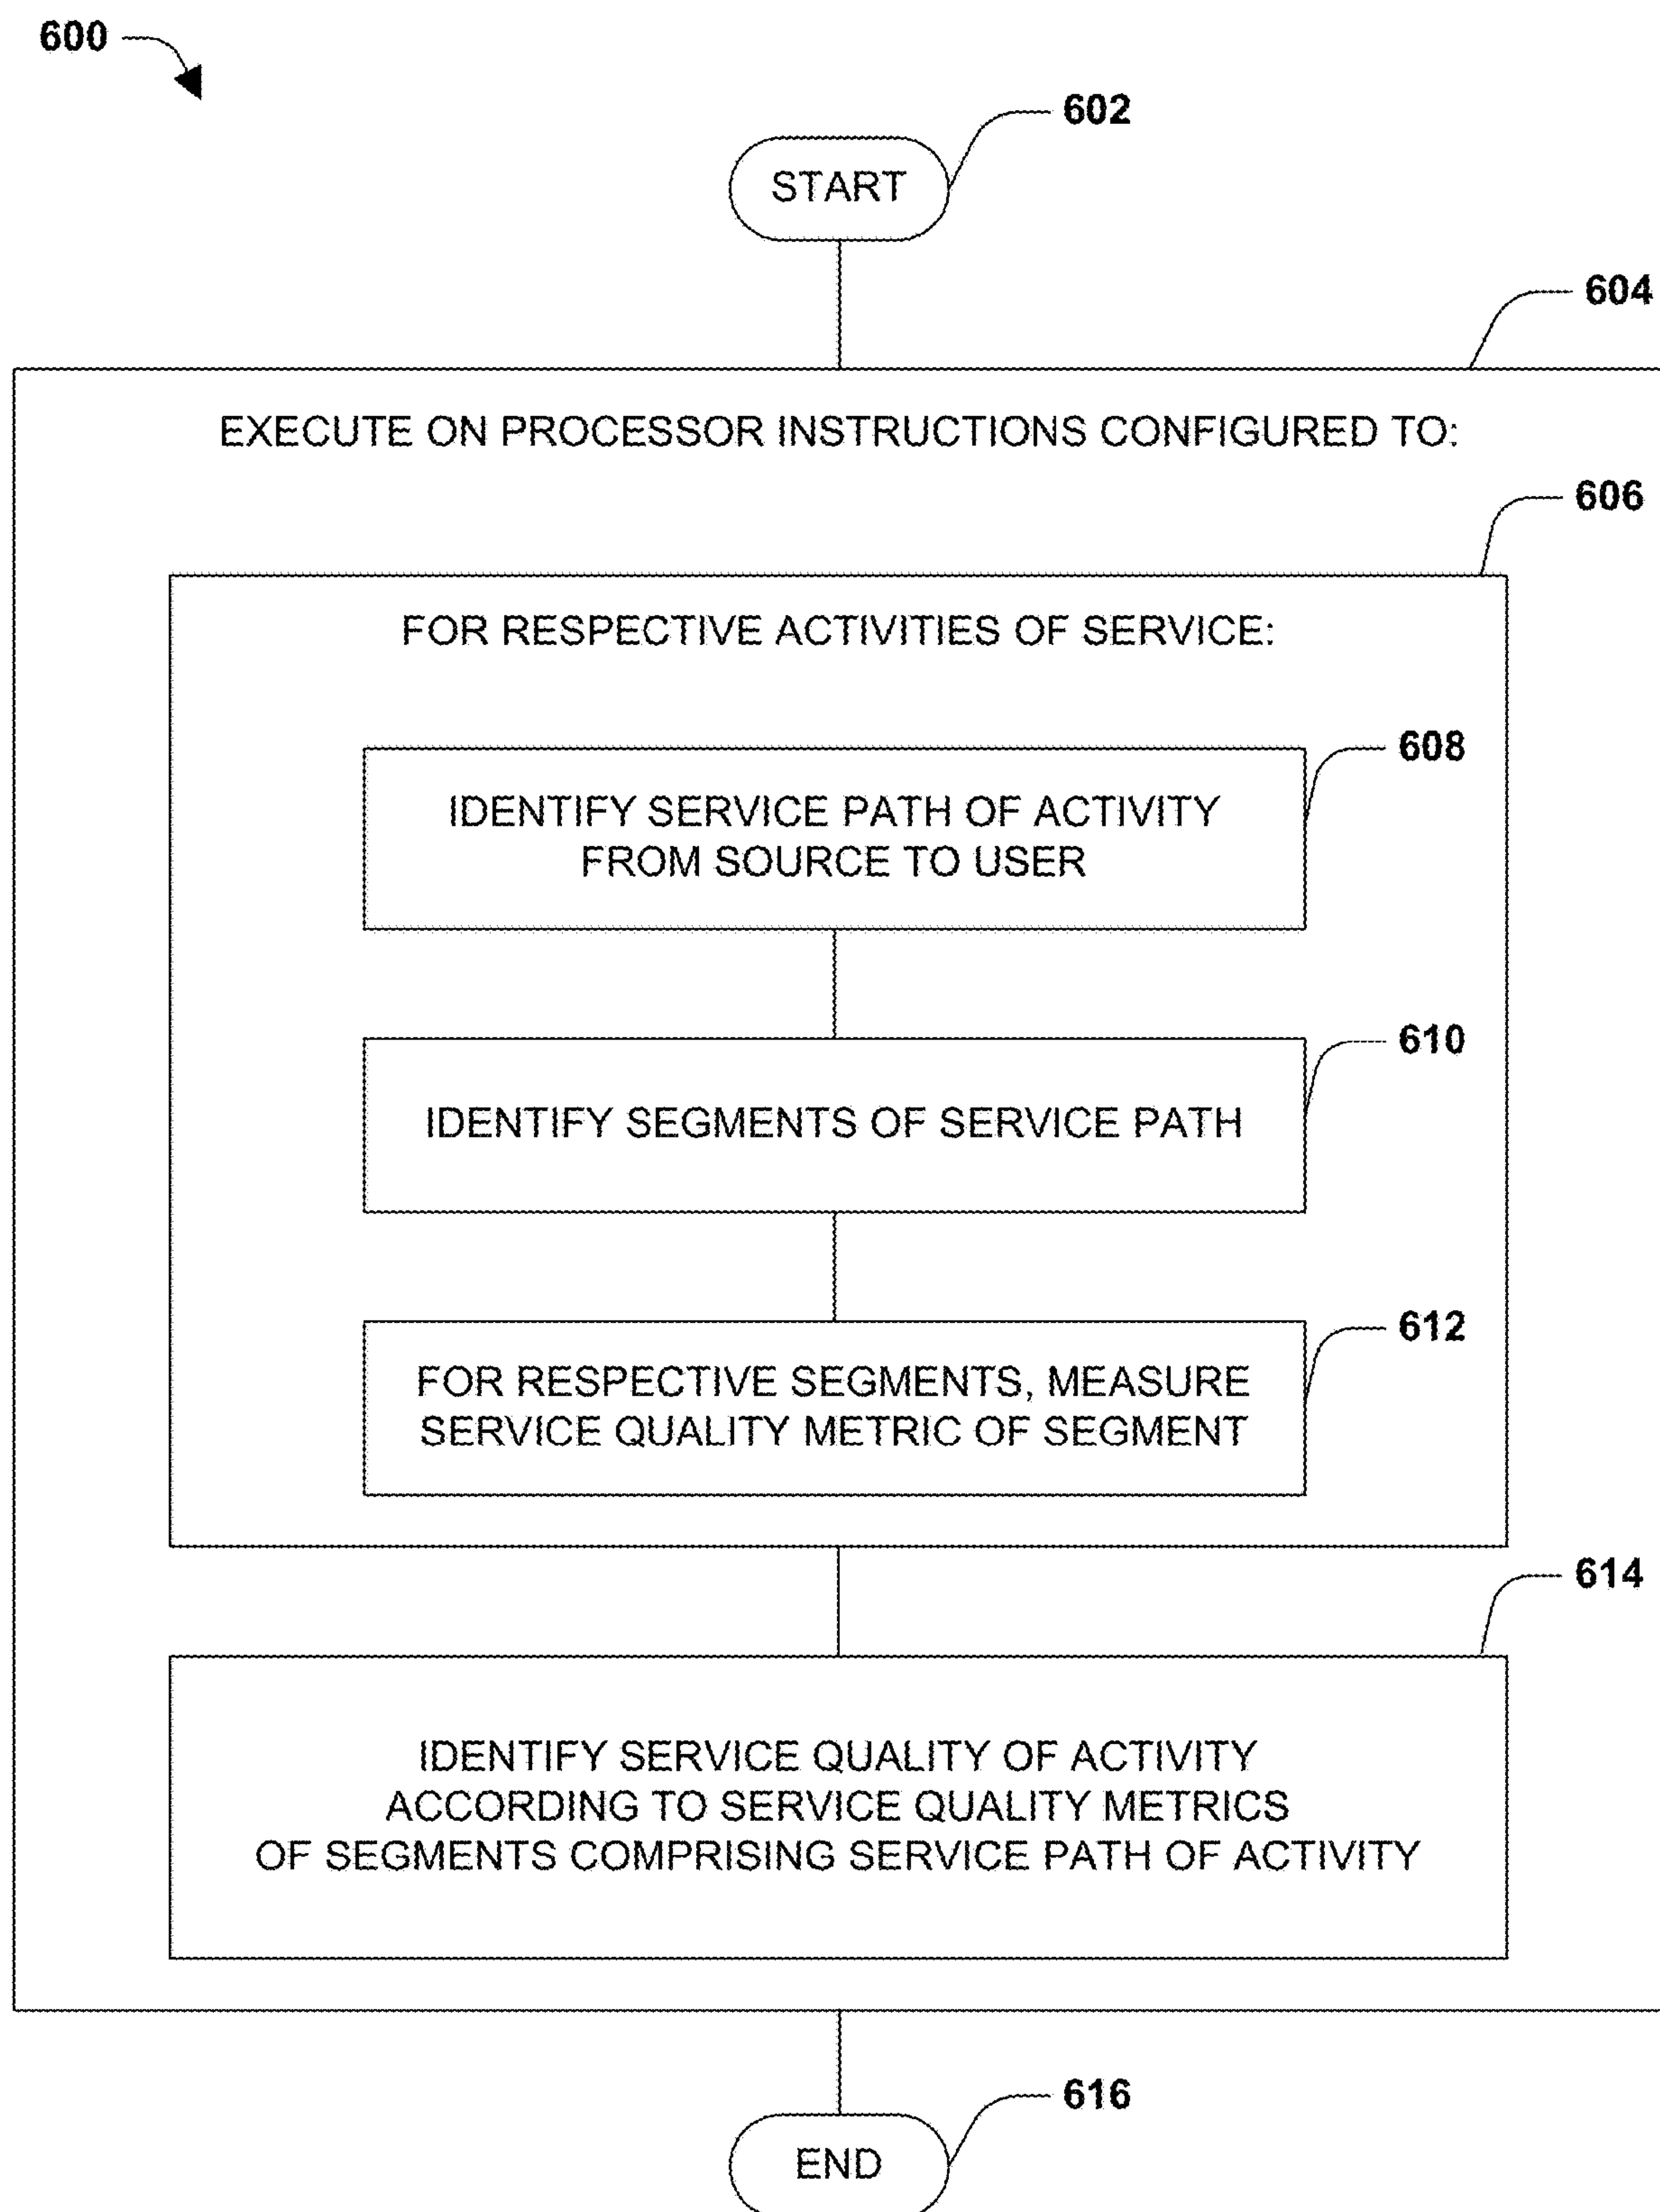 600
602
START
604
EXECUTE ON PROCESSOR INSTRUCTIONS CONFIGURED TO:
606
FOR RESPECTIVE ACTIVITIES OF SERVICE:
608
IDENTIFY SERVICE PATH OF ACTIVITY
FROM SOURCE TO USER
610
IDENTIFY SEGMENTS OF SERVICE PATH
612
FOR RESPECTIVE SEGMENTS, MEASURE
SERVICE QUALITY METRIC OF SEGMENT
614
IDENTIFY SERVICE QUALITY OF ACTIVITY
ACCORDING TO SERVICE QUALITY METRICS
OF SEGMENTS COMPRISING SERVICE PATH OF ACTIVITY
616
END